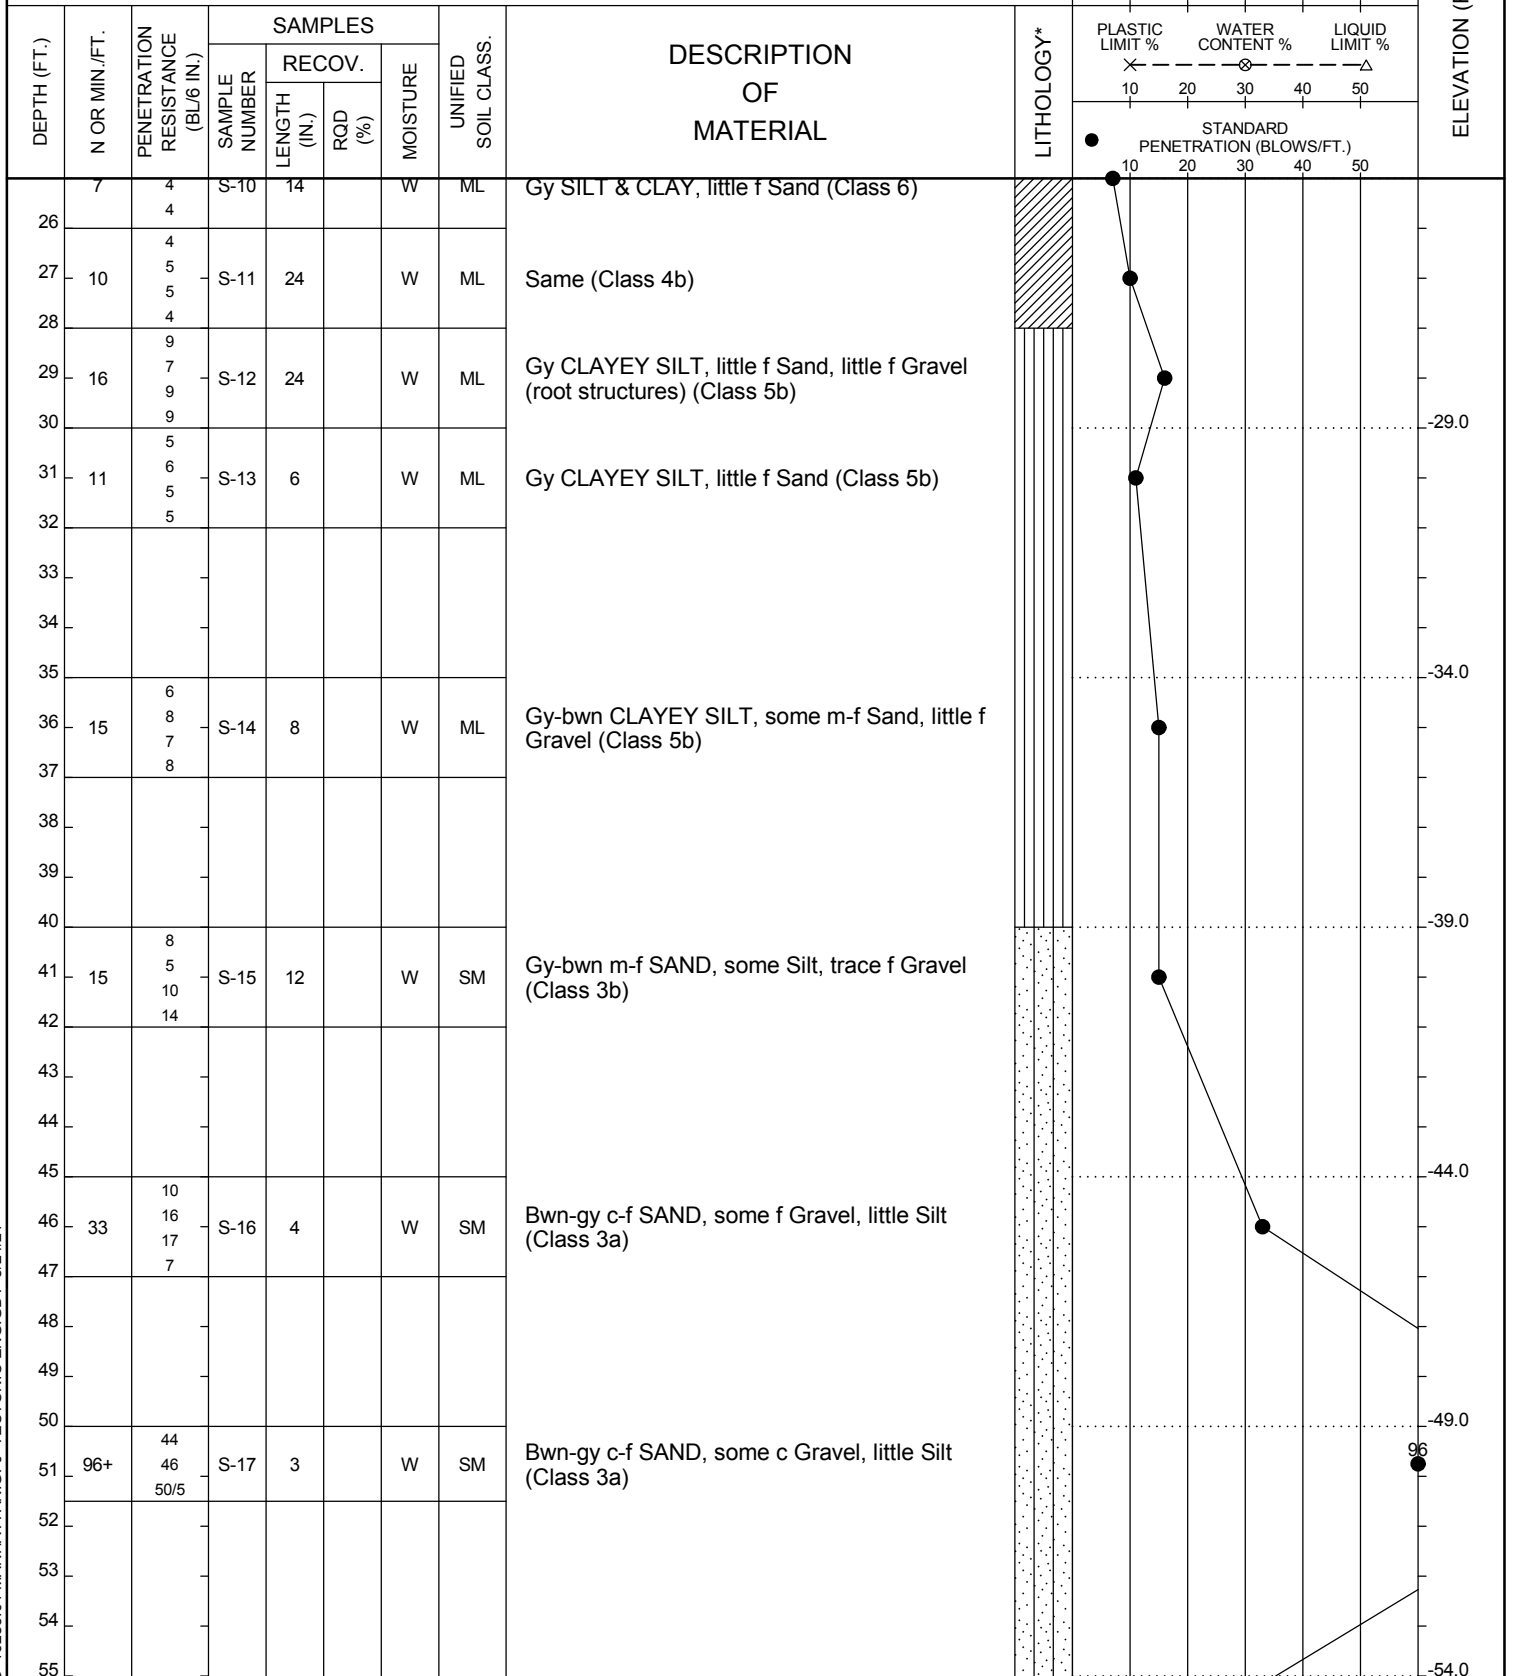 DEPTH (FT.)
N OR MIN./FT.
PENETRATION
RESISTANCE
(BL/6 IN.)
SAMPLES
SAMPLE
NUMBER
RECOV.
LENGTH
(IN.)
RQD
(%)
MOISTURE
UNIFIED
SOIL CLASS.
DESCRIPTION
OF
MATERIAL
LITHOLOGY*
PLASTIC
LIMIT %
WATER
CONTENT %
LIQUID
LIMIT %
10 20 30 40 50
STANDARD
PENETRATION (BLOWS/FT.)
10 20 30 40 50
ELEVATION
7 4 S-10 14 W ML Gy SILT & CLAY, little f Sand (Class 6)
4
26
4
27 10 5 S-11 24 W ML Same (Class 4b)
5
4
28
9
7
29 16 S-12 24 W ML Gy CLAYEY SILT, little f Sand, little f Gravel
9 (root structures) (Class 5b)
9
30 -29.0
5
6
31 11 S-13 6 W ML Gy CLAYEY SILT, little f Sand (Class 5b)
5
5
32
33
34
35 -34.0
6
8
36 15 S-14 8 W ML Gy-bwn CLAYEY SILT, some m-f Sand, little f
7 Gravel (Class 5b)
8
37
38
39
40 -39.0
8
5
41 15 S-15 12 W SM Gy-bwn m-f SAND, some Silt, trace f Gravel
10 (Class 3b)
14
42
43
44
45 -44.0
10
16
46 33 S-16 4 W SM Bwn-gy c-f SAND, some f Gravel, little Silt
17 (Class 3a)
7
47
48
49
50 -49.0
44
96
51 96+ 46 S-17 3 W SM Bwn-gy c-f SAND, some c Gravel, little Silt
50/5 (Class 3a)
52
53
54
55 -54.0